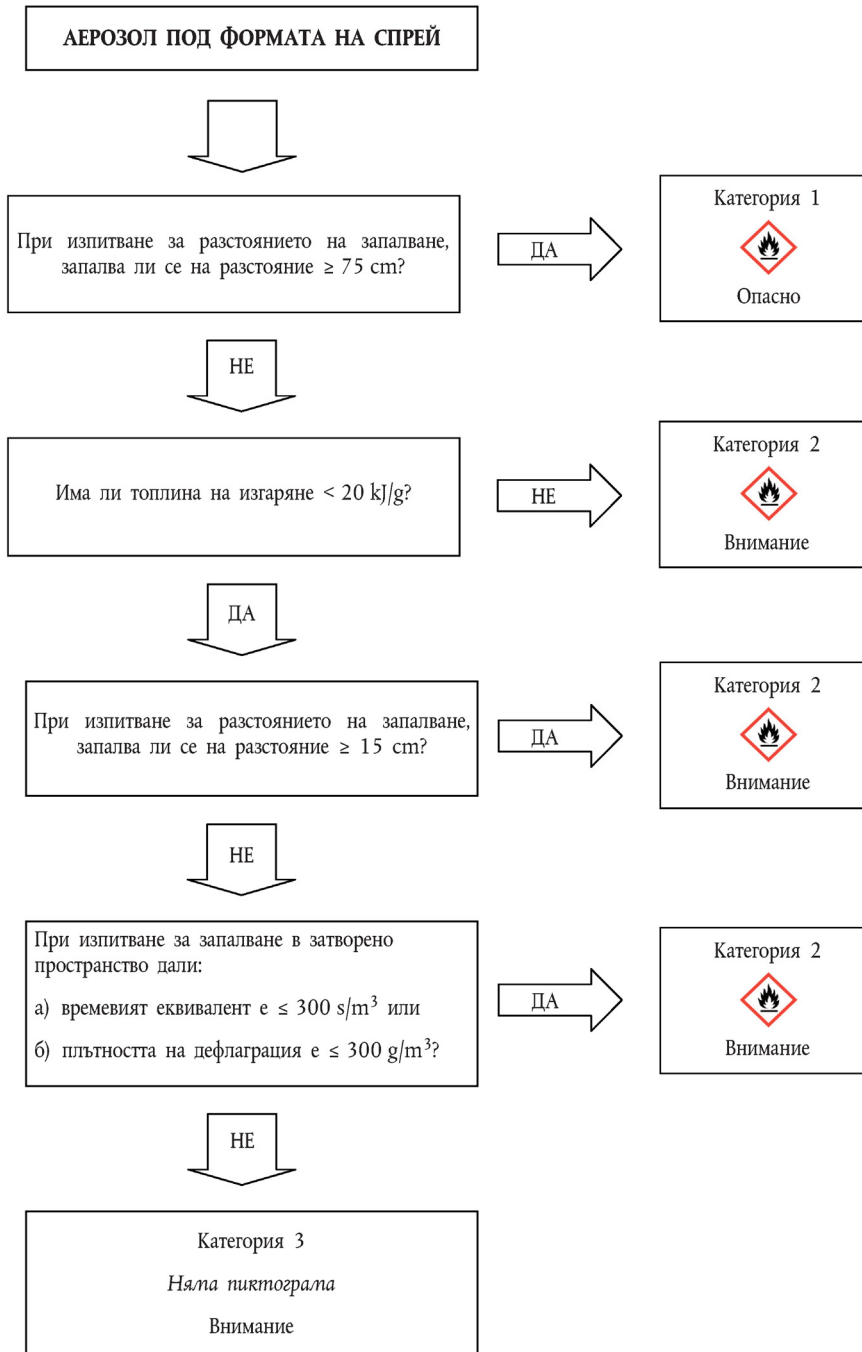 АЕРОЗОЛ ПОД ФОРМАТА НА СПРЕЙ
При изпитване за разстоянието на запалване,
запалва ли се на разстояние ≥ 75 cm?
ДА
Категория 1
Опасно
НЕ
Има ли топлина на изгаряне < 20 kJ/g?
НЕ
Категория 2
Внимание
ДА
При изпитване за разстоянието на запалване,
запалва ли се на разстояние ≥ 15 cm?
ДА
Категория 2
Внимание
НЕ
При изпитване за запалване в затворено
пространство дали:
а) времевият еквивалент е ≤ 300 s/m³ или
б) плътността на дефлаграция е ≤ 300 g/m³?
ДА
Категория 2
Внимание
НЕ
Категория 3
Няма пиктограма
Внимание